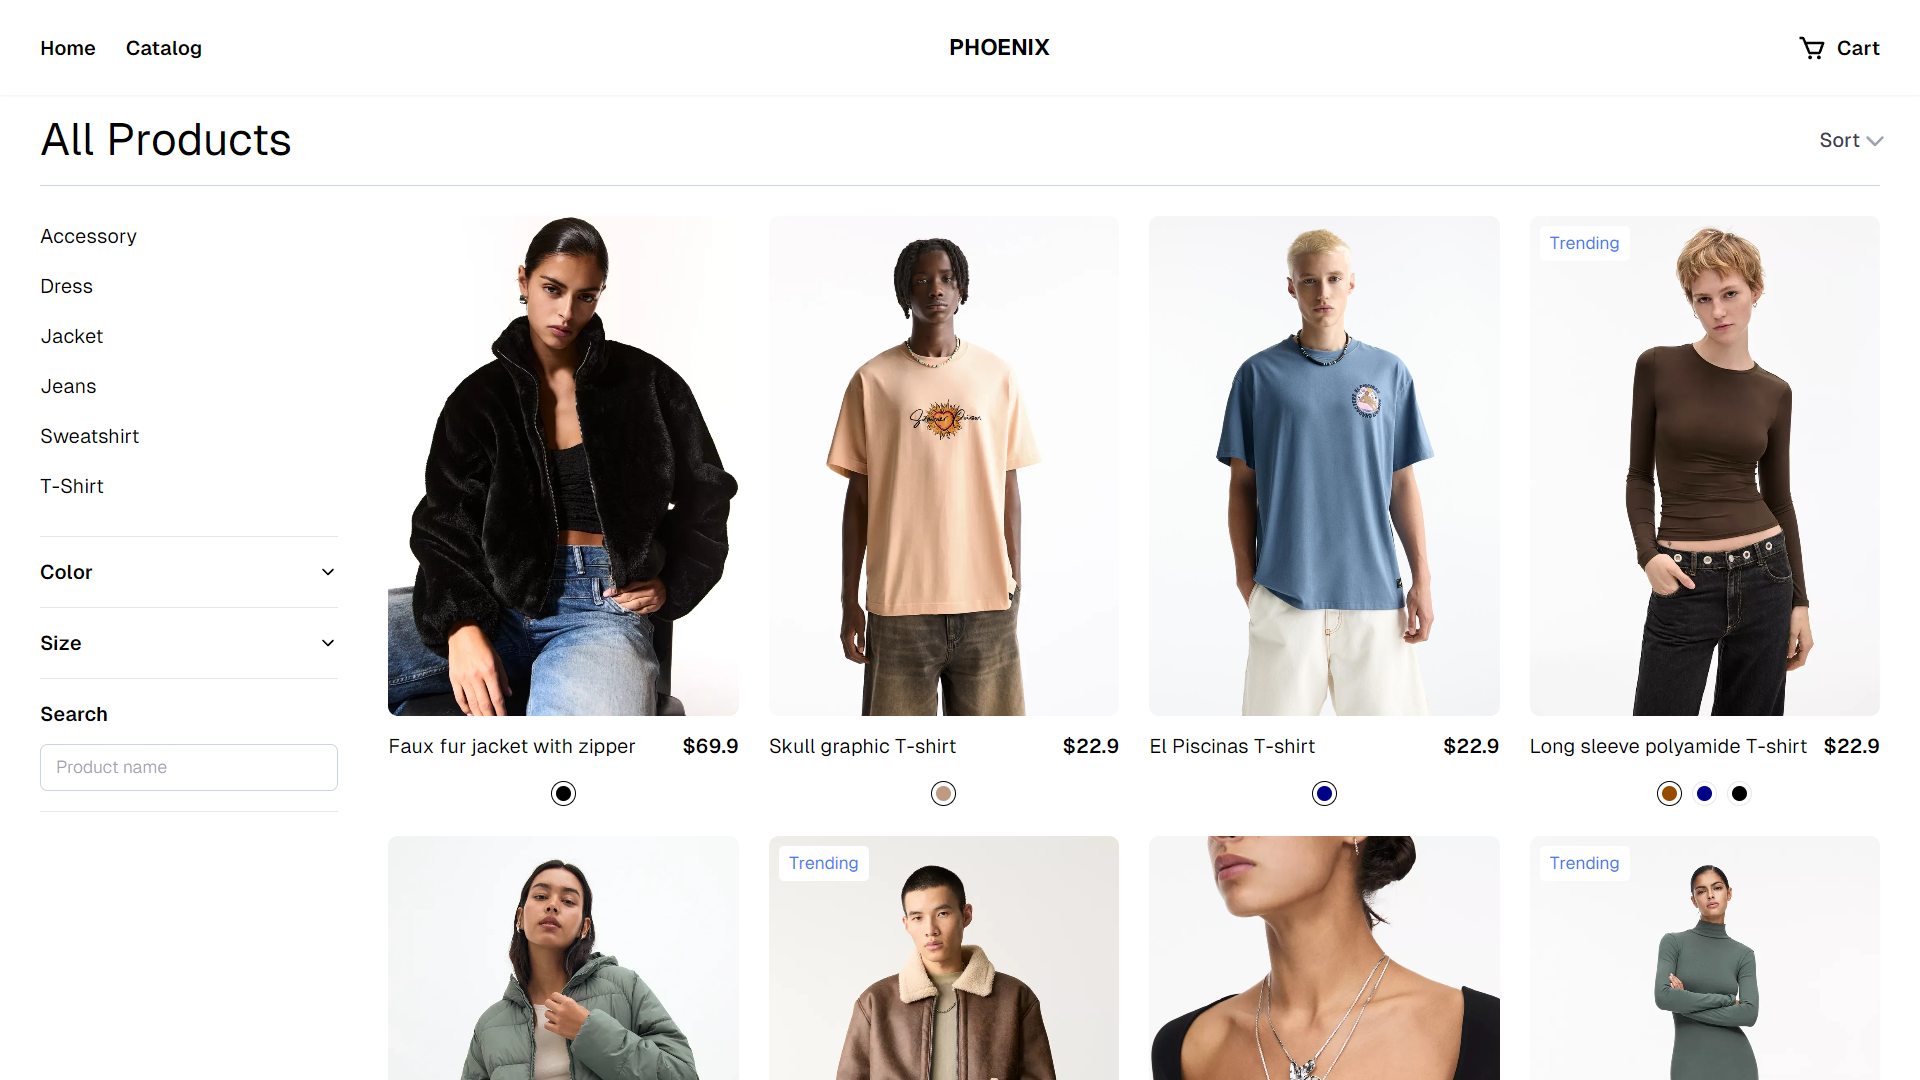 Home
Catalog
PHOENIX
Cart
All Products
Sort
Accessory
Dress
Jacket
Jeans
Sweatshirt
T-Shirt
Color
Size
Search
Product name
Trending
Faux fur jacket with zipper $69.9
Skull graphic T-shirt $22.9
El Piscinas T-shirt $22.9
Long sleeve polyamide T-shirt $22.9
Trending
Trending